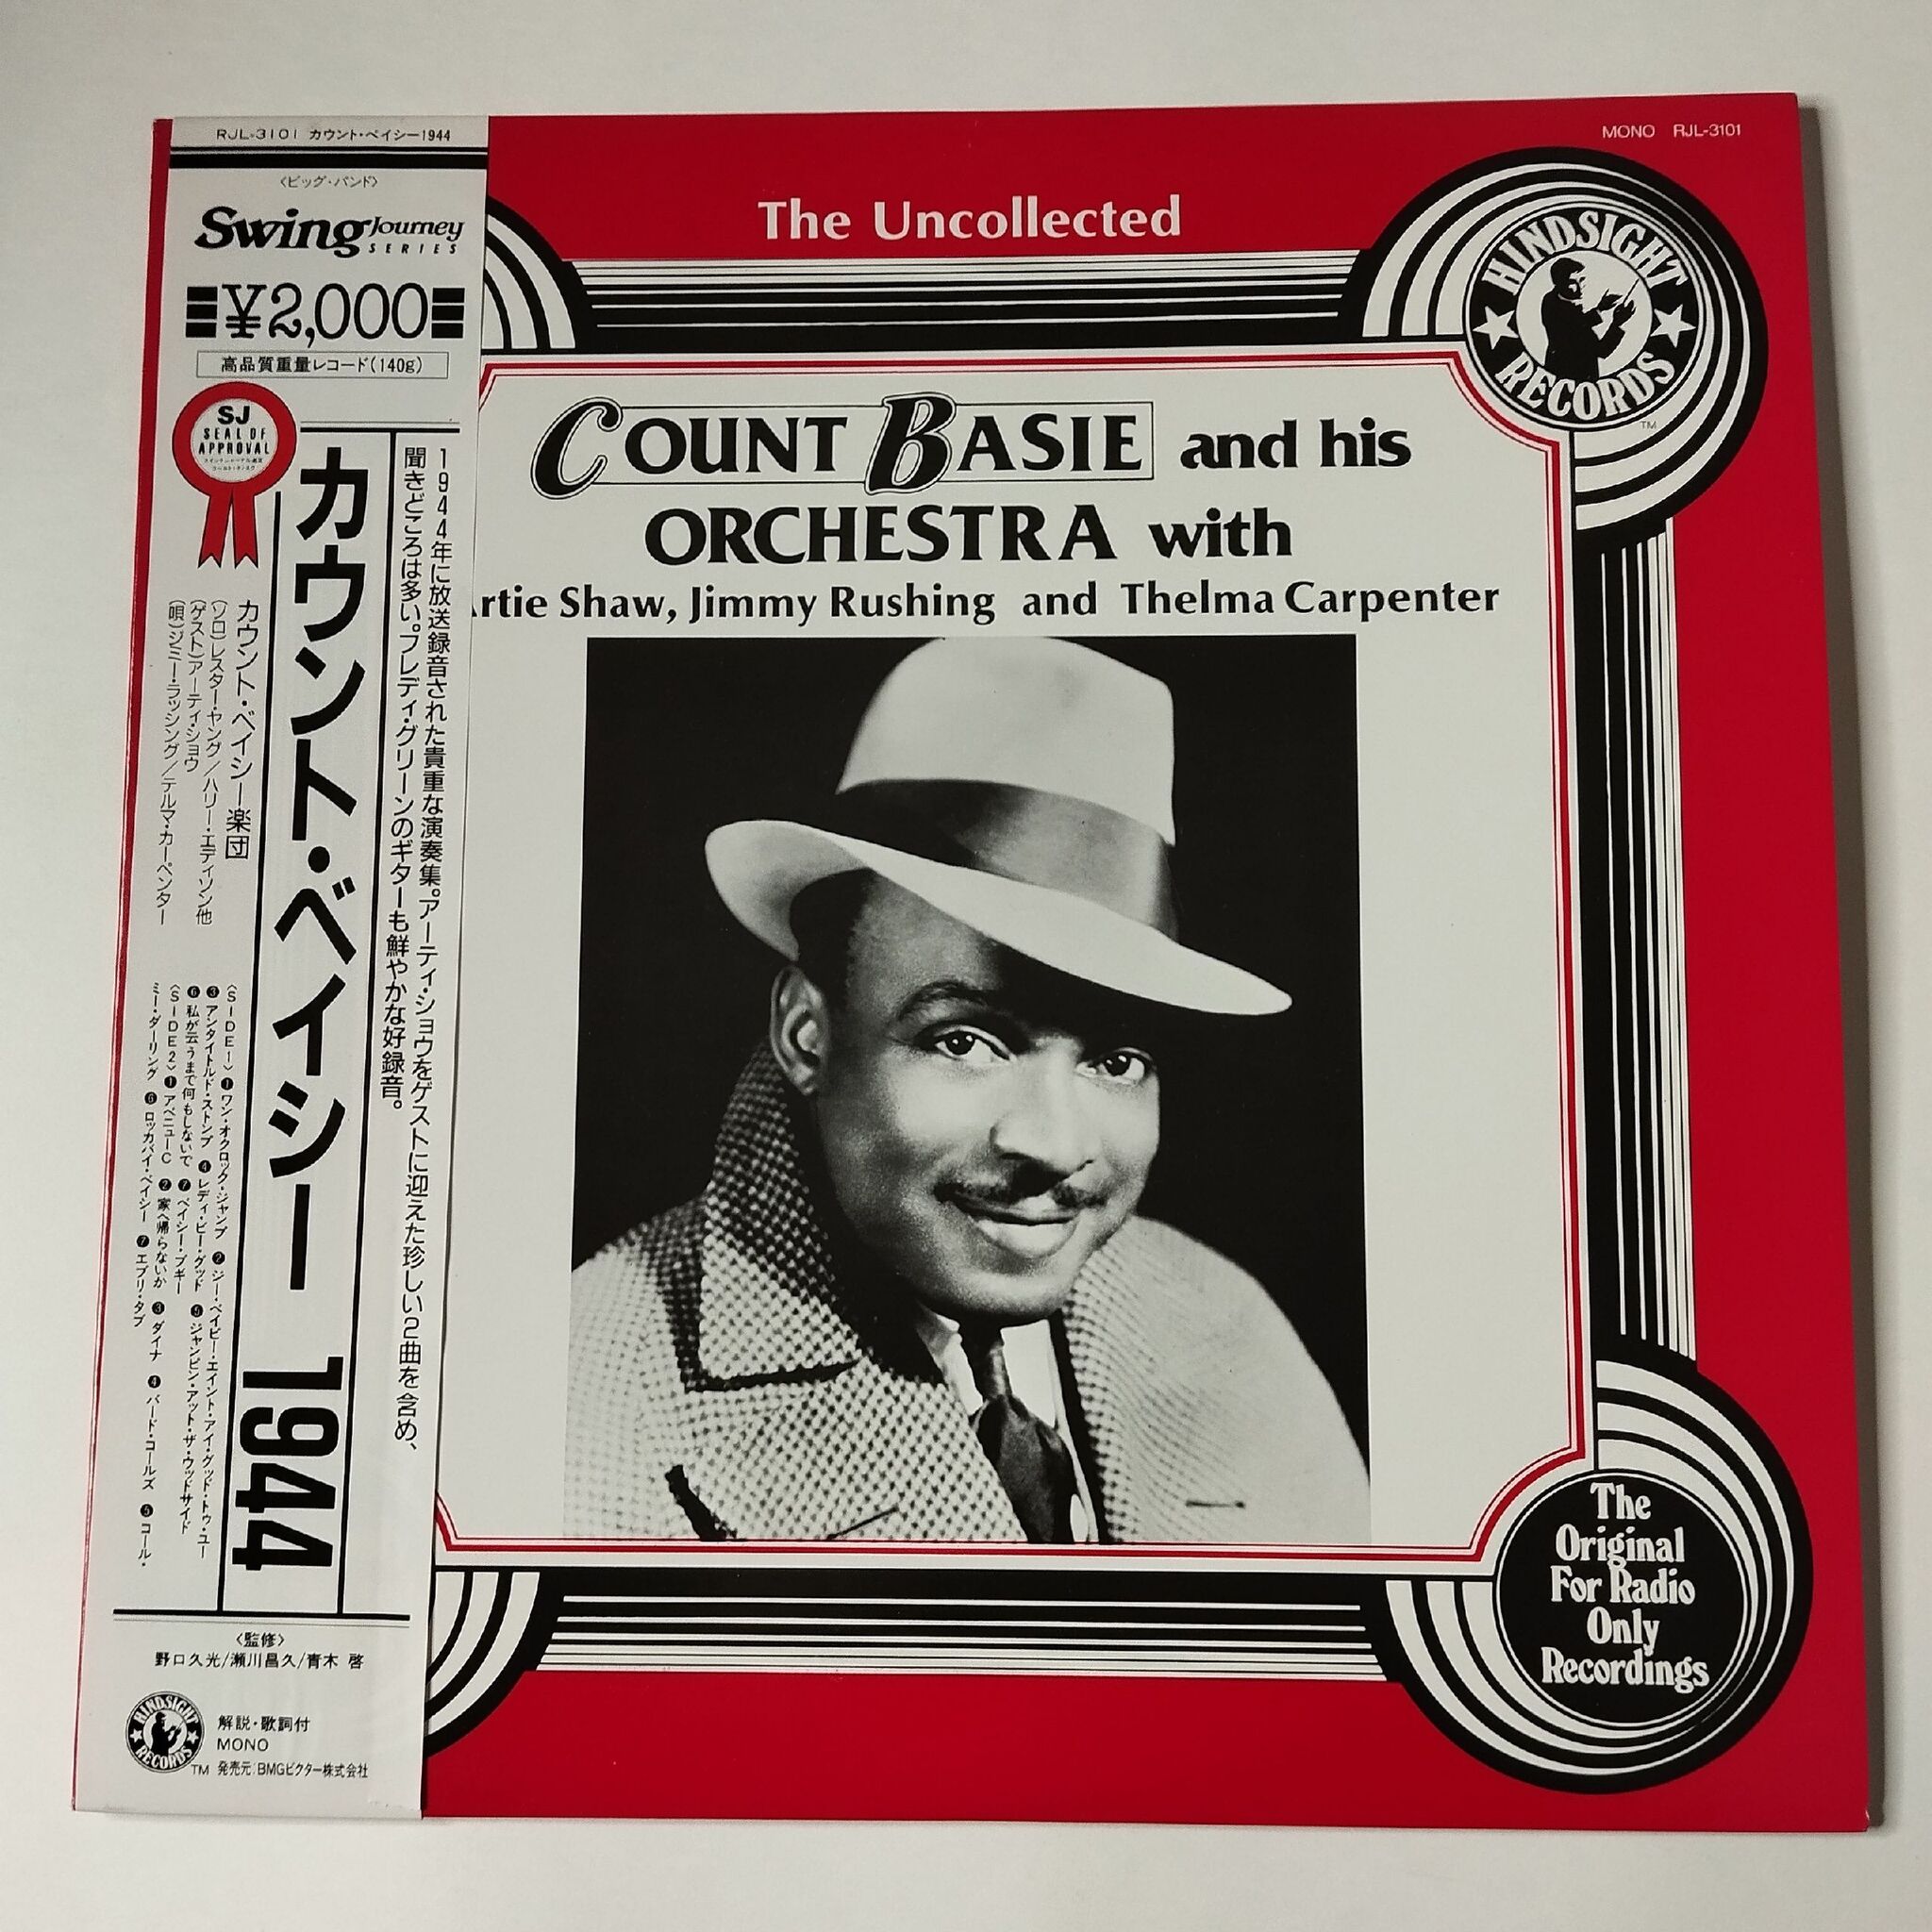 RJL-3101 カウント・ベイシー1944
〈ビッグ・バンド〉
Swing Journey
SERIES
¥2,000
高品質重量レコード(140g)
SJ
SEAL OF
APPROVAL
1944年に放送録音された貴重な演奏集。アーティ・ショウをゲストに迎えた珍しい2曲を含め、
聞きどころは多い。フレディ・グリーンのギターも鮮やかな好録音。
カウント・ベイシー 1944
カウント・ベイシー楽団
(ソロ)レスター・ヤング/ハリー・エディソン他
(ゲスト)アーティ・ショウ
(唄)ジミー・ラッシング/テルマ・カーペンター
〈SIDE1〉❶ワン・オクロック・ジャンプ ❷ジー・ベイビー・エイント・アイ・グッド・トゥ・ユー
❸アンタイトルド・ストンプ ❹レディ・ビー・グッド ❺ジャンピン・アット・ザ・ウッドサイド
❻私が云うまで何もしないで ❼ベイシー・ブギー
〈SIDE2〉❶アベニューC ❷家へ帰らないか ❸ダイナ ❹バード・コールズ ❺コール・
ミー・ダーリング ❻ロッカバイ・ベイシー ❼エブリ・タブ
〈監修〉
野口久光/瀬川昌久/青木 啓
HINDSIGHT
RECORDS
TM
解説・歌詞付
MONO
発売元:BMGビクター株式会社
MONO RJL-3101
The Uncollected
HINDSIGHT
RECORDS
TM
COUNT BASIE and his
ORCHESTRA with
rtie Shaw, Jimmy Rushing and Thelma Carpenter
The
Original
For Radio
Only
Recordings